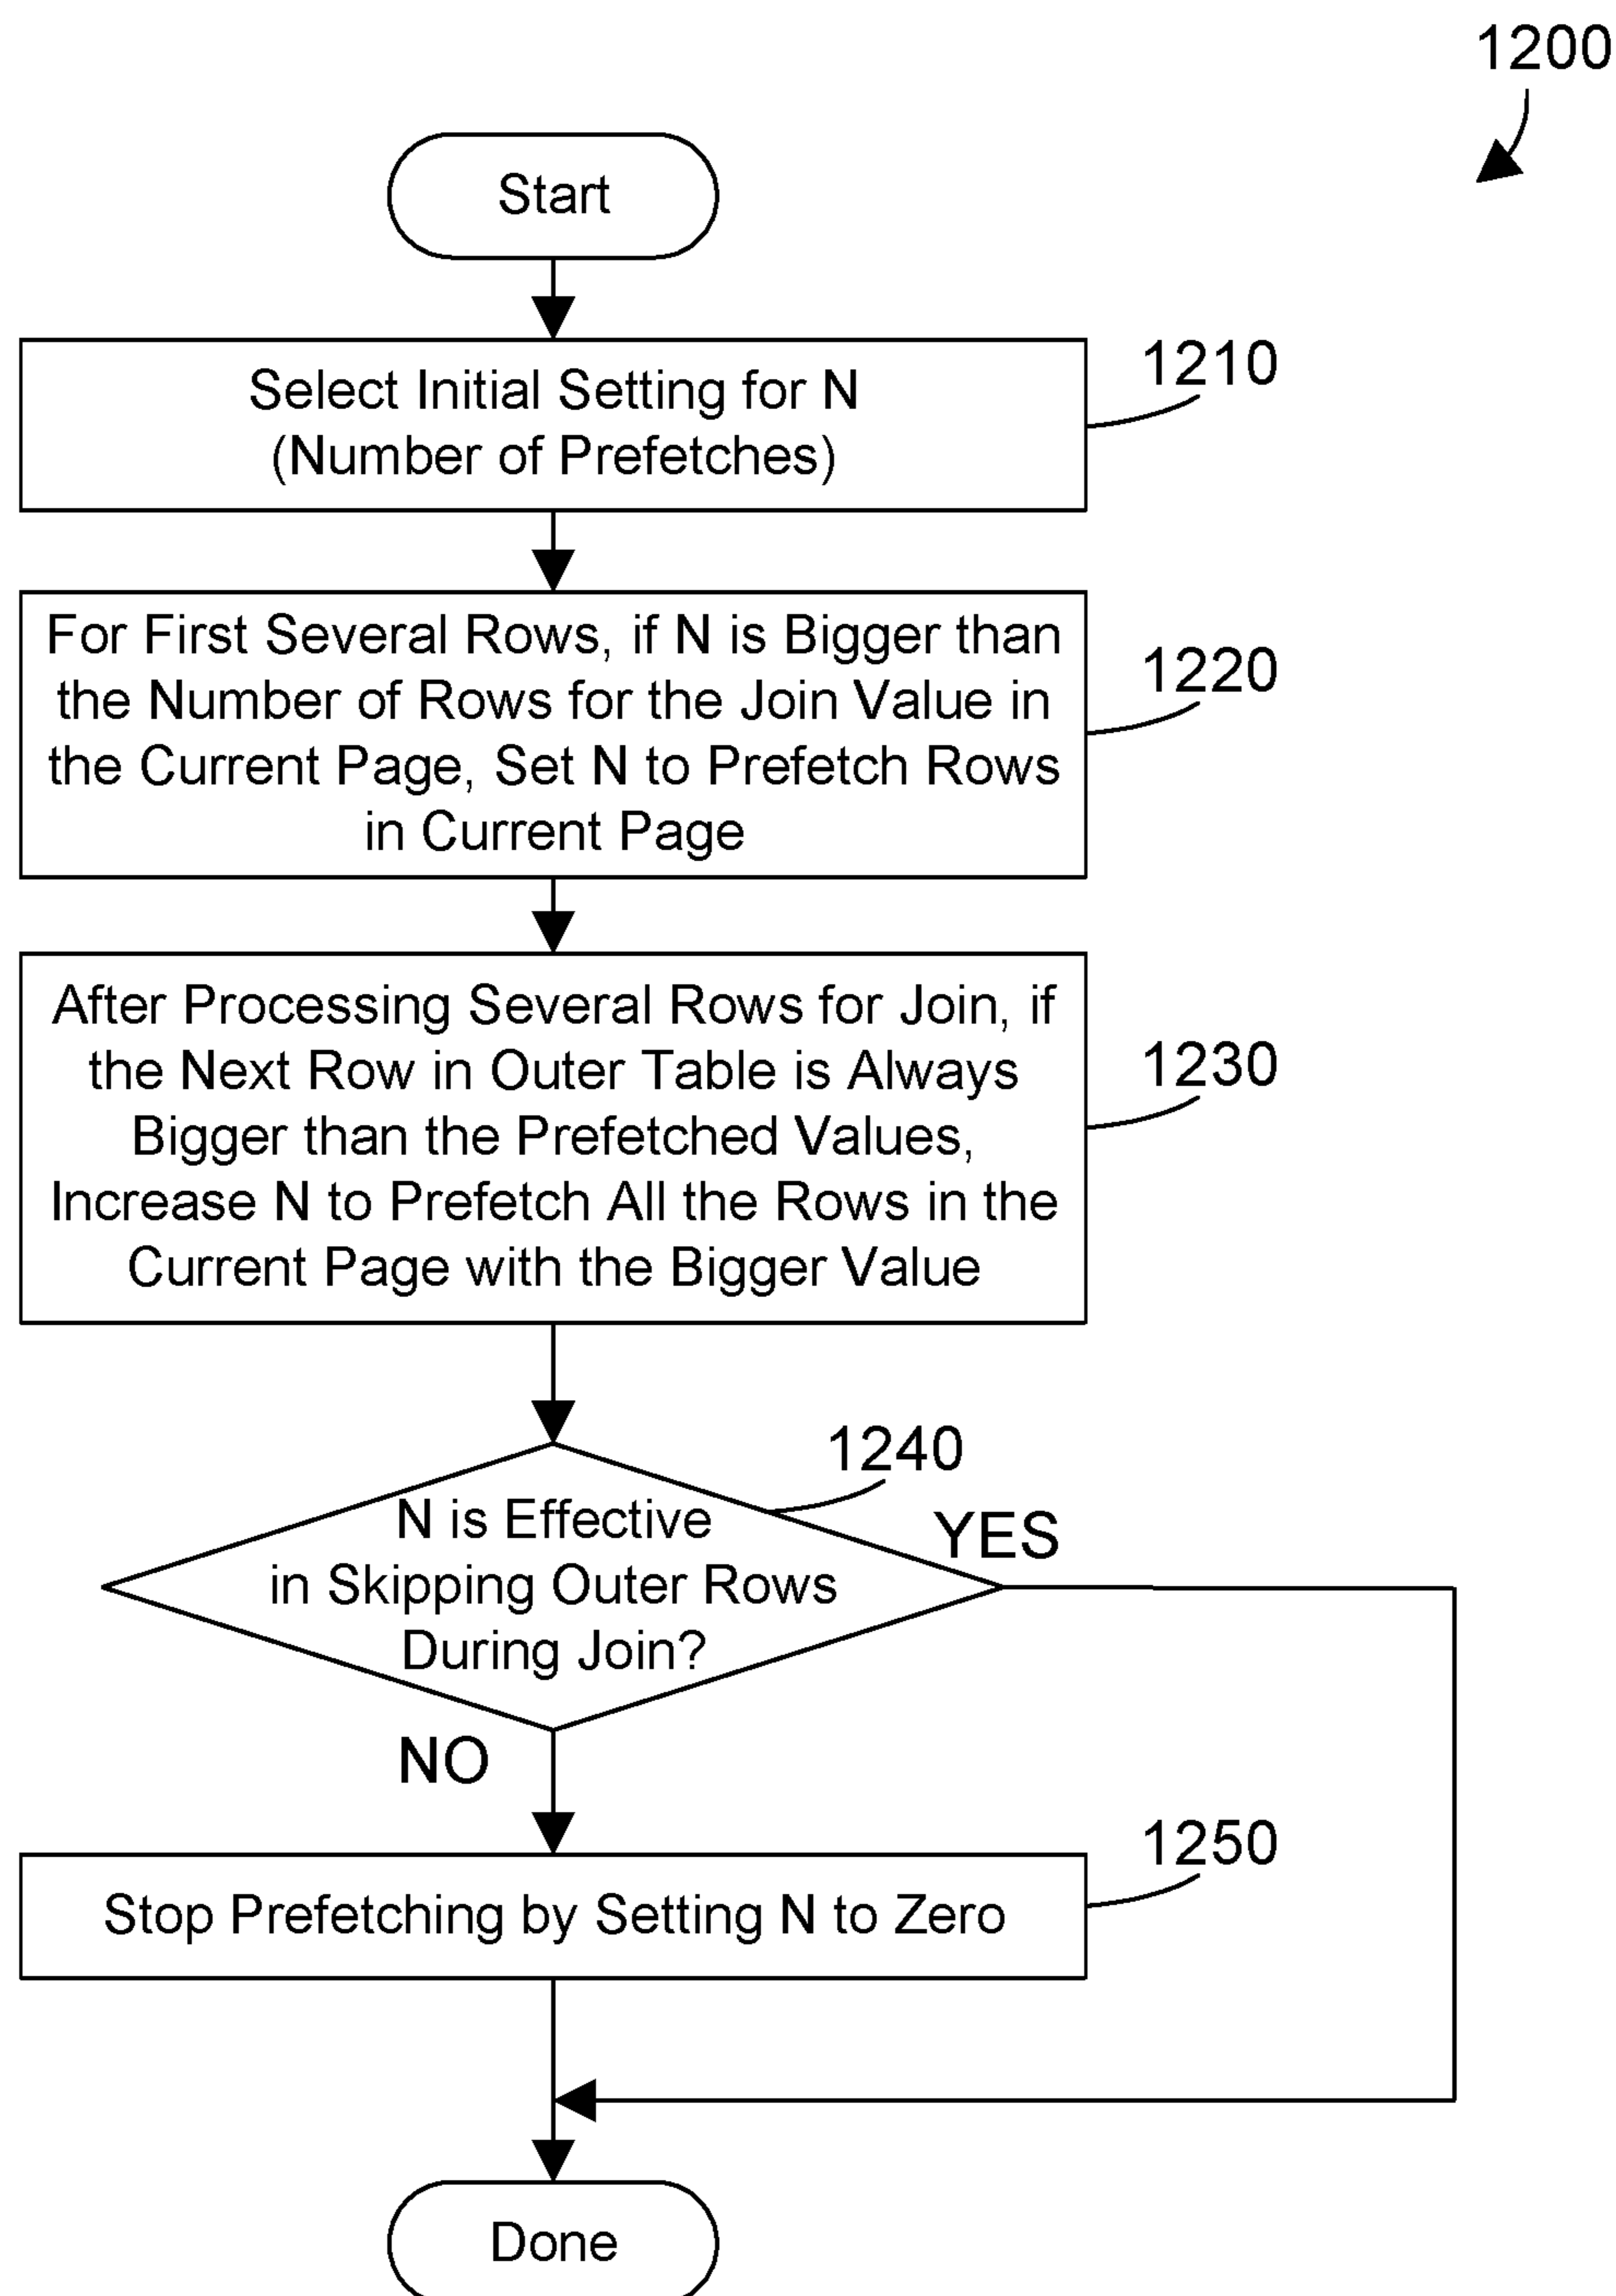 1200
Start
Select Initial Setting for N
(Number of Prefetches)
1210
For First Several Rows, if N is Bigger than
the Number of Rows for the Join Value in
the Current Page, Set N to Prefetch Rows
in Current Page
1220
After Processing Several Rows for Join, if
the Next Row in Outer Table is Always
Bigger than the Prefetched Values,
Increase N to Prefetch All the Rows in the
Current Page with the Bigger Value
1230
N is Effective
in Skipping Outer Rows
During Join?
1240
YES
NO
Stop Prefetching by Setting N to Zero
1250
Done